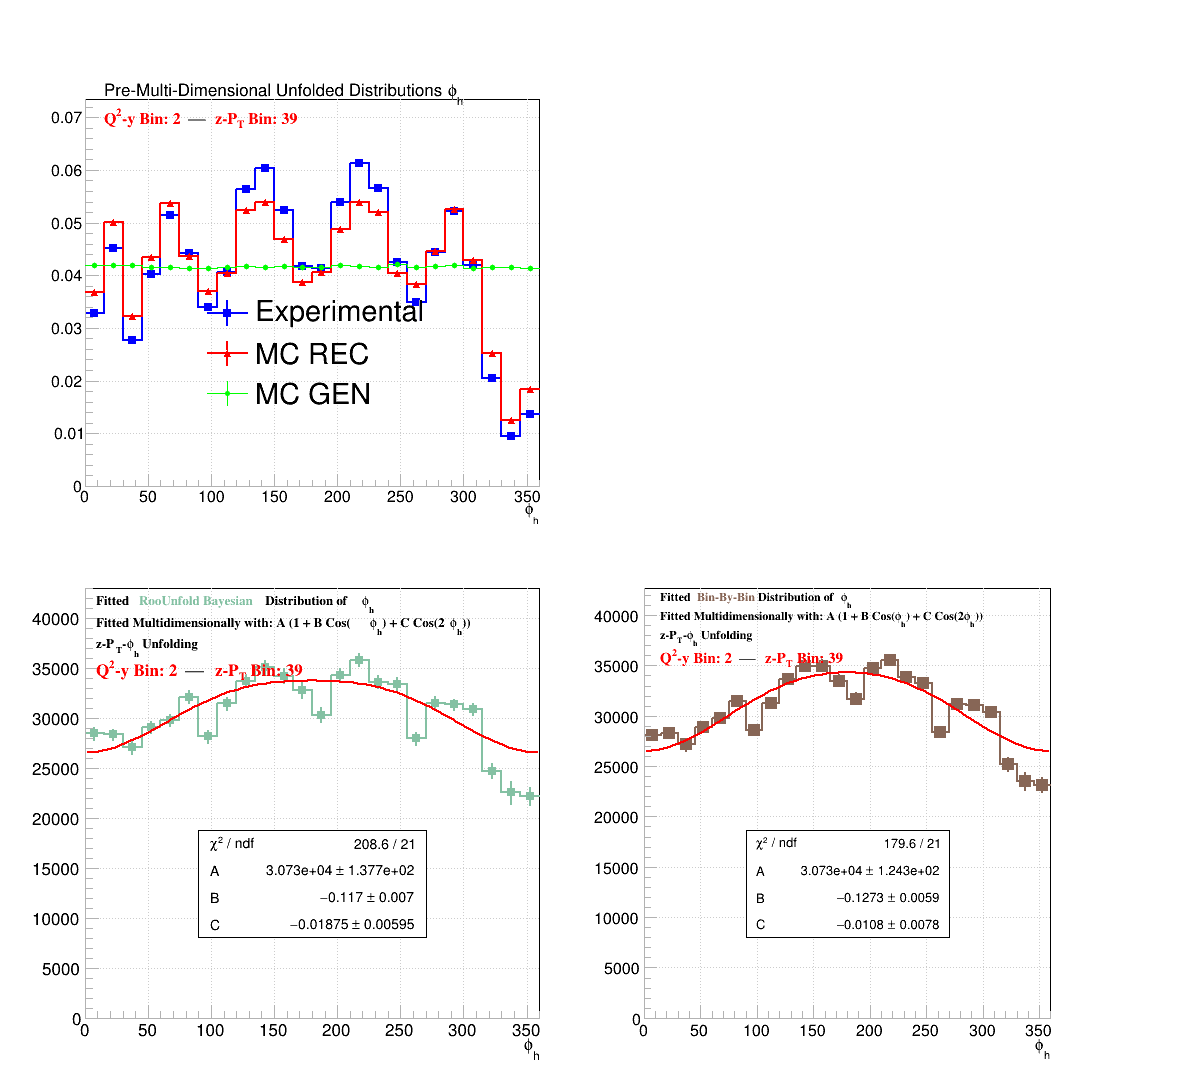 Pre-Multi-Dimensional Unfolded Distributions ϕh
Q2-y Bin: 2 — z-PT Bin: 39
0.07
0.06
0.05
0.04
0.03
0.02
0.01
0
Experimental
MC REC
MC GEN
0 50 100 150 200 250 300 350
ϕh
Fitted RooUnfold Bayesian Distribution of ϕh
Fitted Multidimensionally with: A (1 + B Cos( ϕh) + C Cos(2 ϕh))
z-PT-ϕh Unfolding
Q2-y Bin: 2 — z-PT Bin: 39
40000
35000
30000
25000
20000
15000
10000
5000
0
χ2 / ndf 208.6 / 21
A 3.073e+04 ± 1.377e+02
B −0.117 ± 0.007
C −0.01875 ± 0.00595
0 50 100 150 200 250 300 350
ϕh
Fitted Bin-By-Bin Distribution of ϕh
Fitted Multidimensionally with: A (1 + B Cos(ϕh) + C Cos(2ϕh))
z-PT-ϕh Unfolding
Q2-y Bin: 2 — z-PT Bin: 39
40000
35000
30000
25000
20000
15000
10000
5000
0
χ2 / ndf 179.6 / 21
A 3.073e+04 ± 1.243e+02
B −0.1273 ± 0.0059
C −0.0108 ± 0.0078
0 50 100 150 200 250 300 350
ϕh